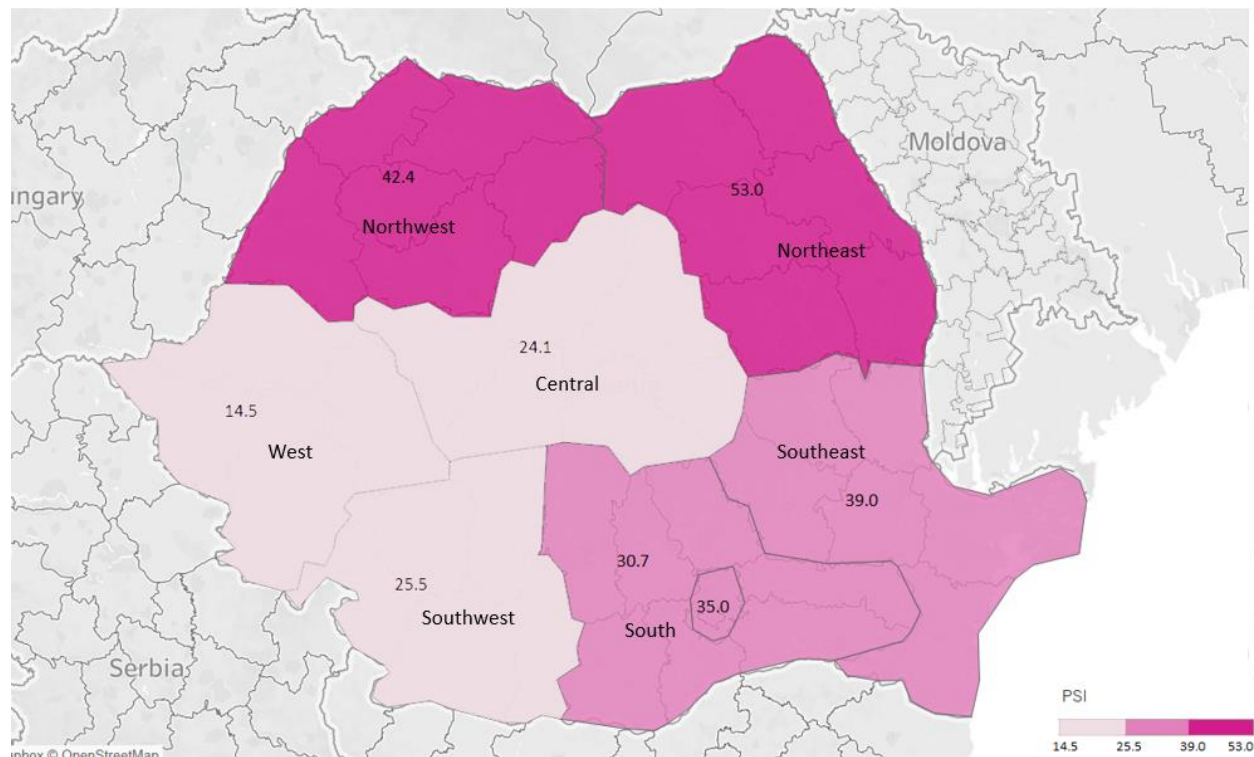 Moldova
ungary
42.4
53.0
Northwest
Northeast
24.1
Central
14.5
West
Southeast
39.0
30.7
25.5
35.0
Southwest
South
Serbia
PSI
14.5 25.5 39.0 53.0
pbox © OpenStreetMap